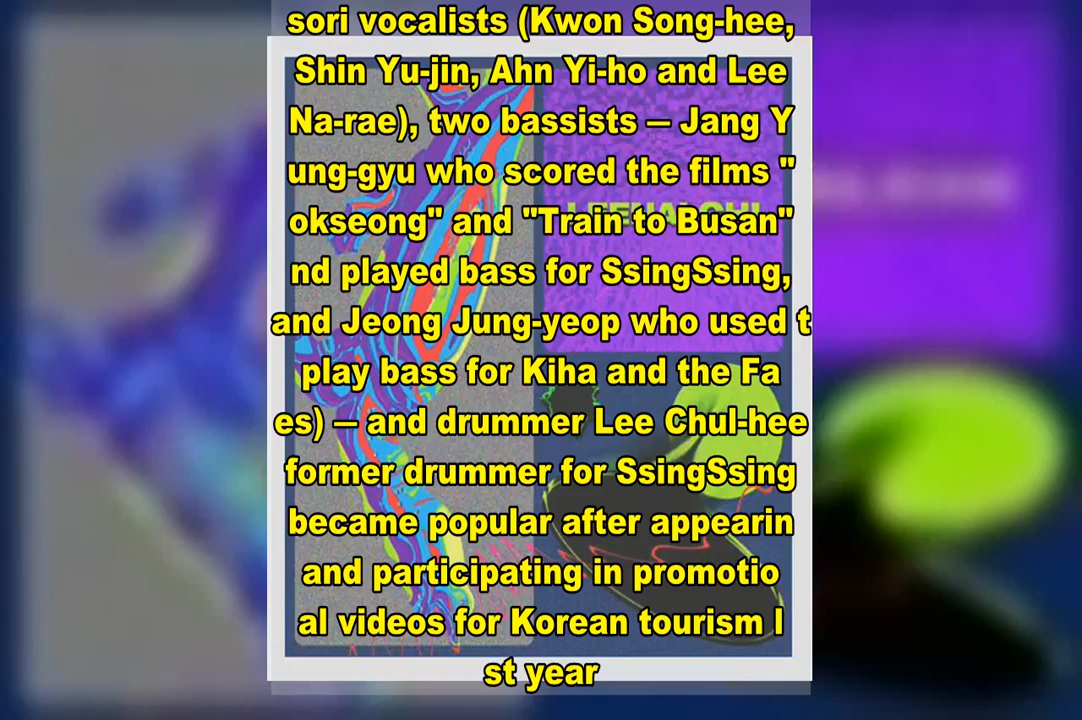 sori vocalists (Kwon Song-hee,
Shin Yu-jin, Ahn Yi-ho and Lee
Na-rae), two bassists — Jang Y
ung-gyu who scored the films "
okseong" and "Train to Busan"
nd played bass for SsingSsing,
and Jeong Jung-yeop who used t
play bass for Kiha and the Fa
es) — and drummer Lee Chul-hee
former drummer for SsingSsing
became popular after appearin
and participating in promotio
al videos for Korean tourism l
st year